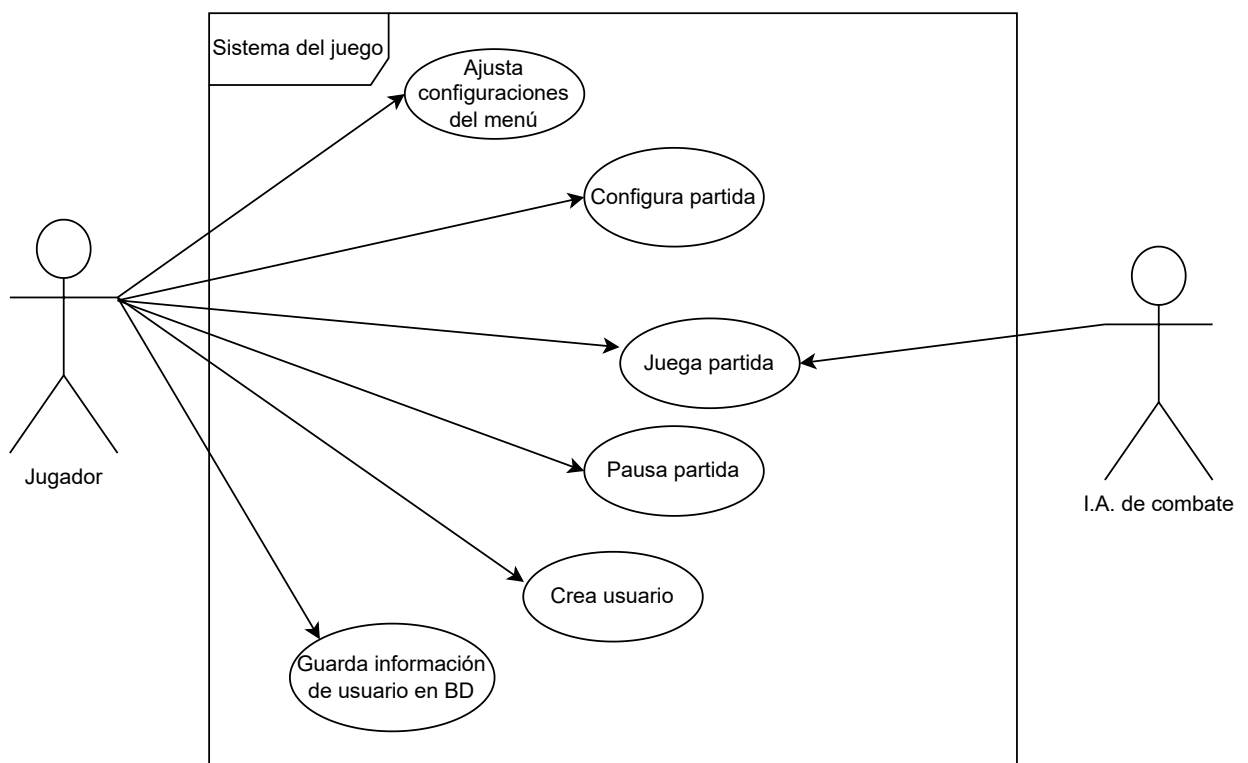 Sistema del juego
Ajusta
configuraciones
del menú
Configura partida
Juega partida
Jugador
Pausa partida
I.A. de combate
Crea usuario
Guarda información
de usuario en BD